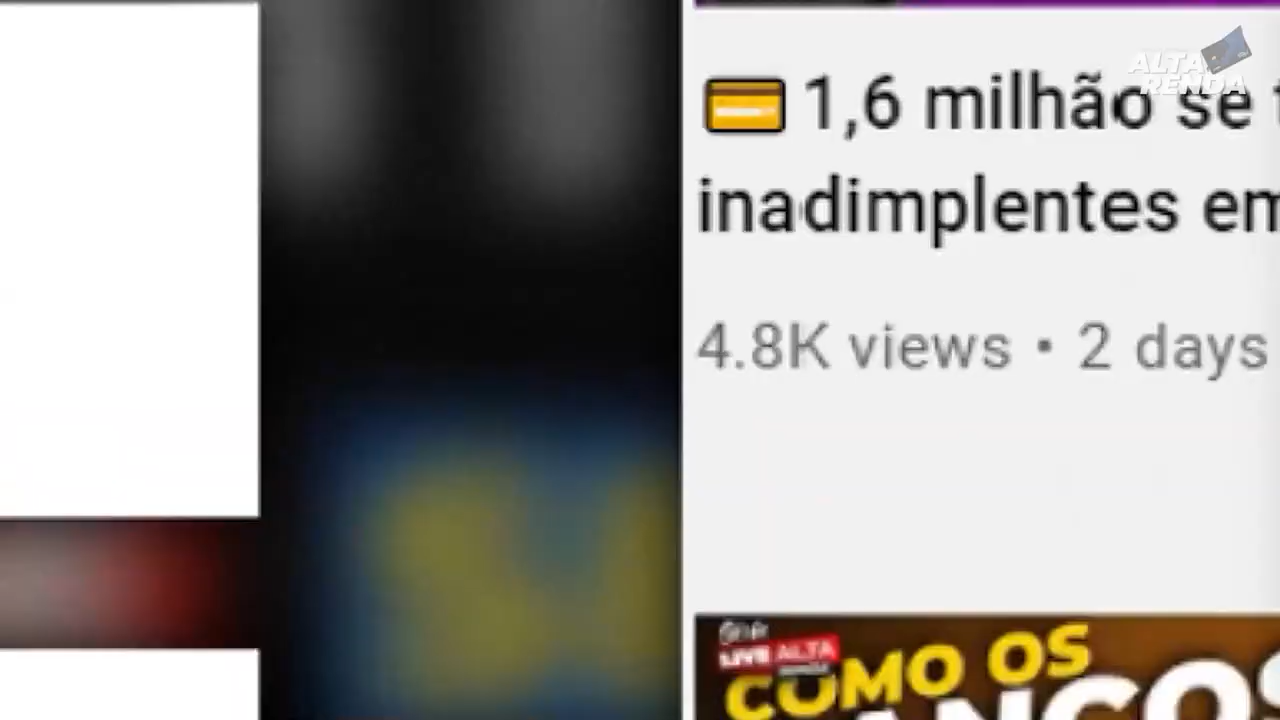 ALTA
RENDA
1,6 milhão se
inadimplentes em
4.8K views • 2 days
LIVE ALTA
COMO OS